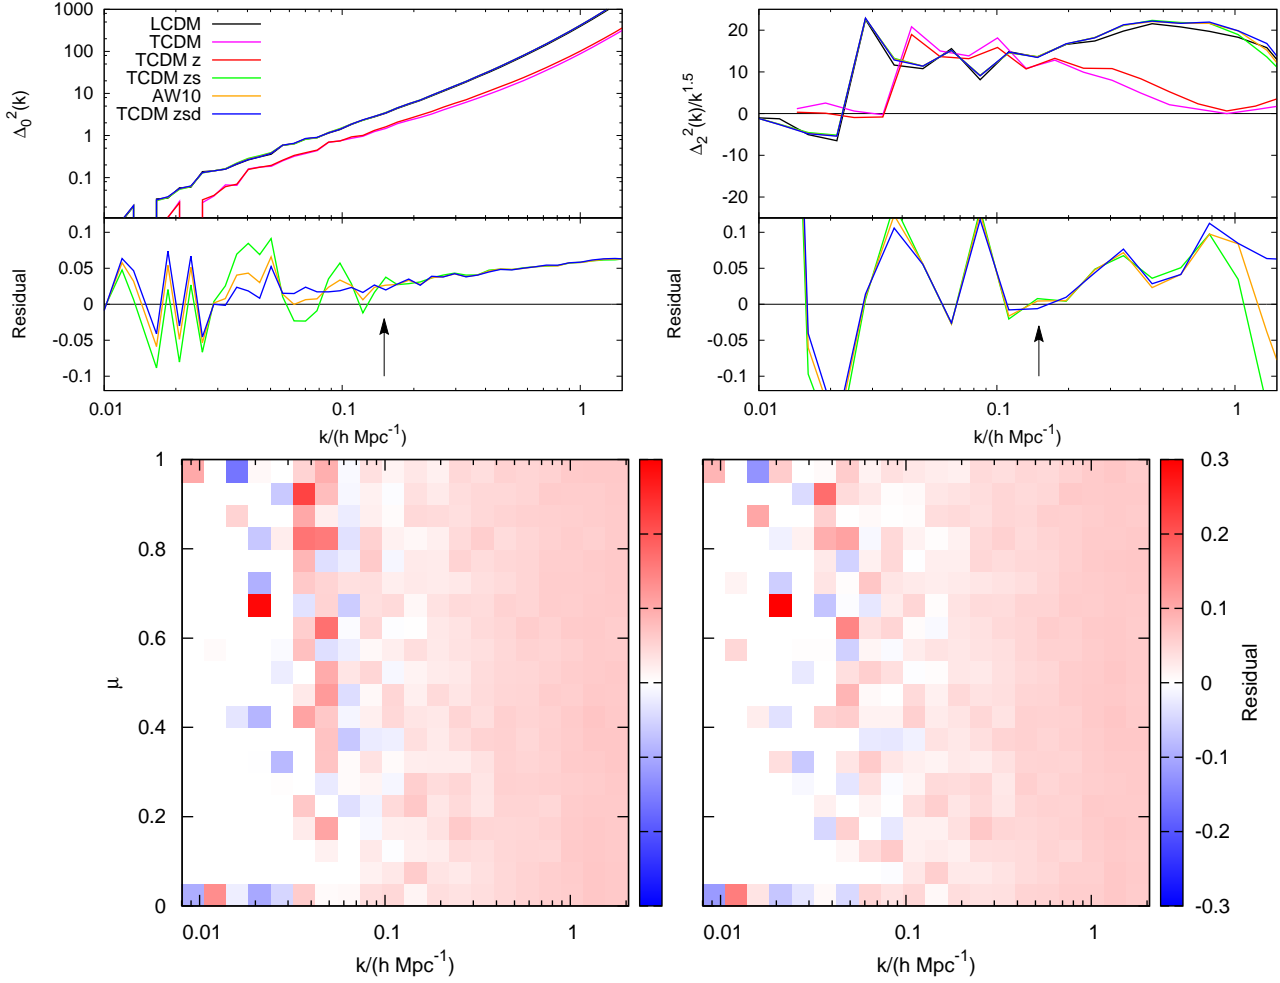 1000
100
10
1
0.1
Δ₀²(k)
LCDM
TCDM
TCDM z
TCDM zs
AW10
TCDM zsd
0.1
0.05
0
-0.05
-0.1
Residual
0.01
0.1
1
k/(h Mpc⁻¹)
20
10
0
-10
-20
Δ₂²(k)/k^1.5
0.1
0.05
0
-0.05
-0.1
Residual
0.01
0.1
1
k/(h Mpc⁻¹)
1
0.8
0.6
0.4
0.2
0
μ
0.01
0.1
1
k/(h Mpc⁻¹)
0.01
0.1
1
k/(h Mpc⁻¹)
0.3
0.2
0.1
0
-0.1
-0.2
-0.3
Residual